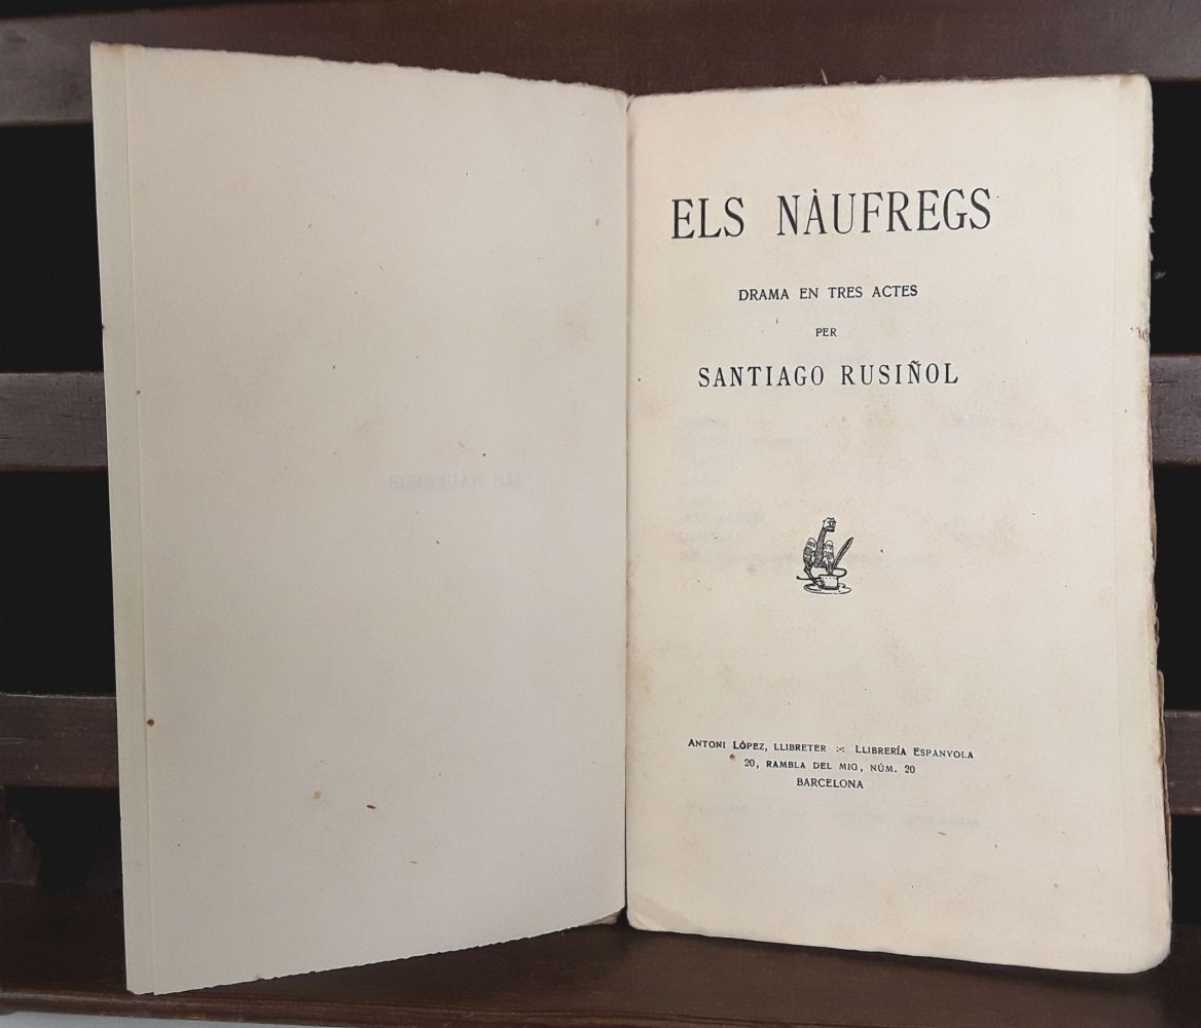 ELS NÀUFREGS
DRAMA EN TRES ACTES
PER
SANTIAGO RUSIÑOL
ANTONI LÓPEZ, LLIBRETER :-: LLIBRERÍA ESPANYOLA
20, RAMBLA DEL MIG, NÚM. 20
BARCELONA